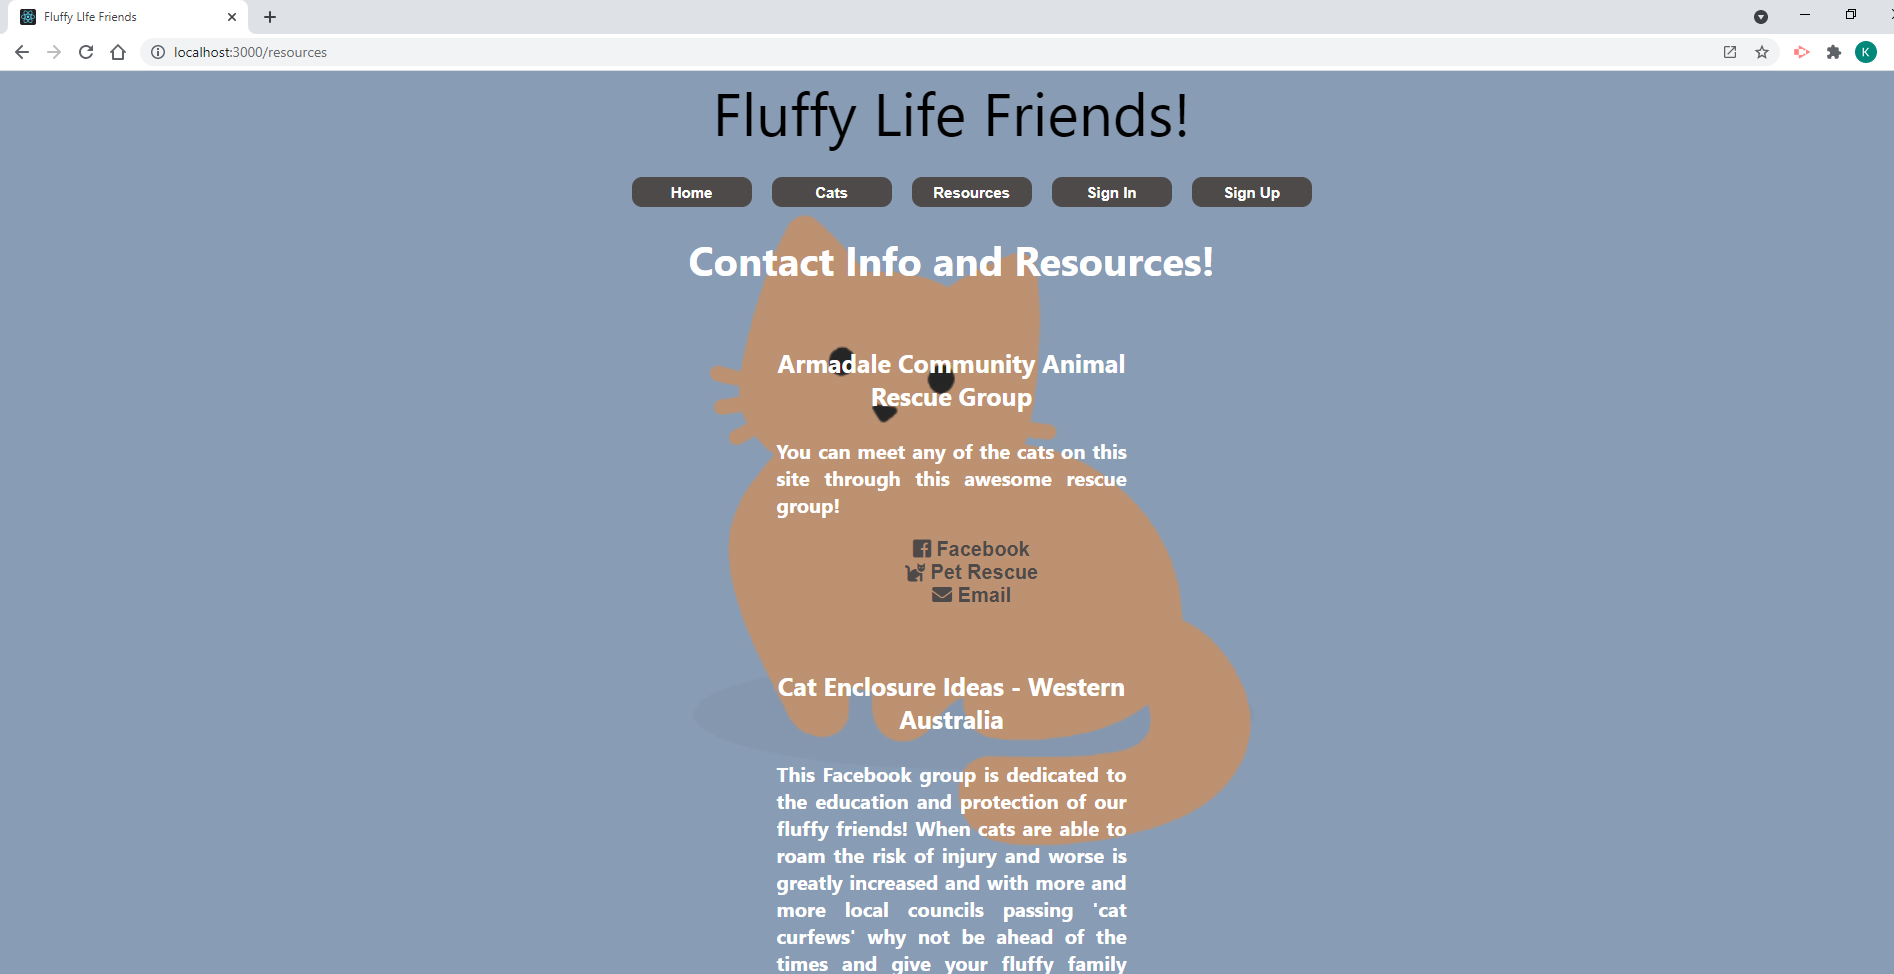 Fluffy LIfe Friends
localhost:3000/resources
K
Fluffy Life Friends!
Home Cats Resources Sign In Sign Up
Contact Info and Resources!
Armadale Community Animal
Rescue Group
You can meet any of the cats on this
site through this awesome rescue
group!
Facebook
Pet Rescue
Email
Cat Enclosure Ideas - Western
Australia
This Facebook group is dedicated to
the education and protection of our
fluffy friends! When cats are able to
roam the risk of injury and worse is
greatly increased and with more and
more local councils passing 'cat
curfews' why not be ahead of the
times and give your fluffy family